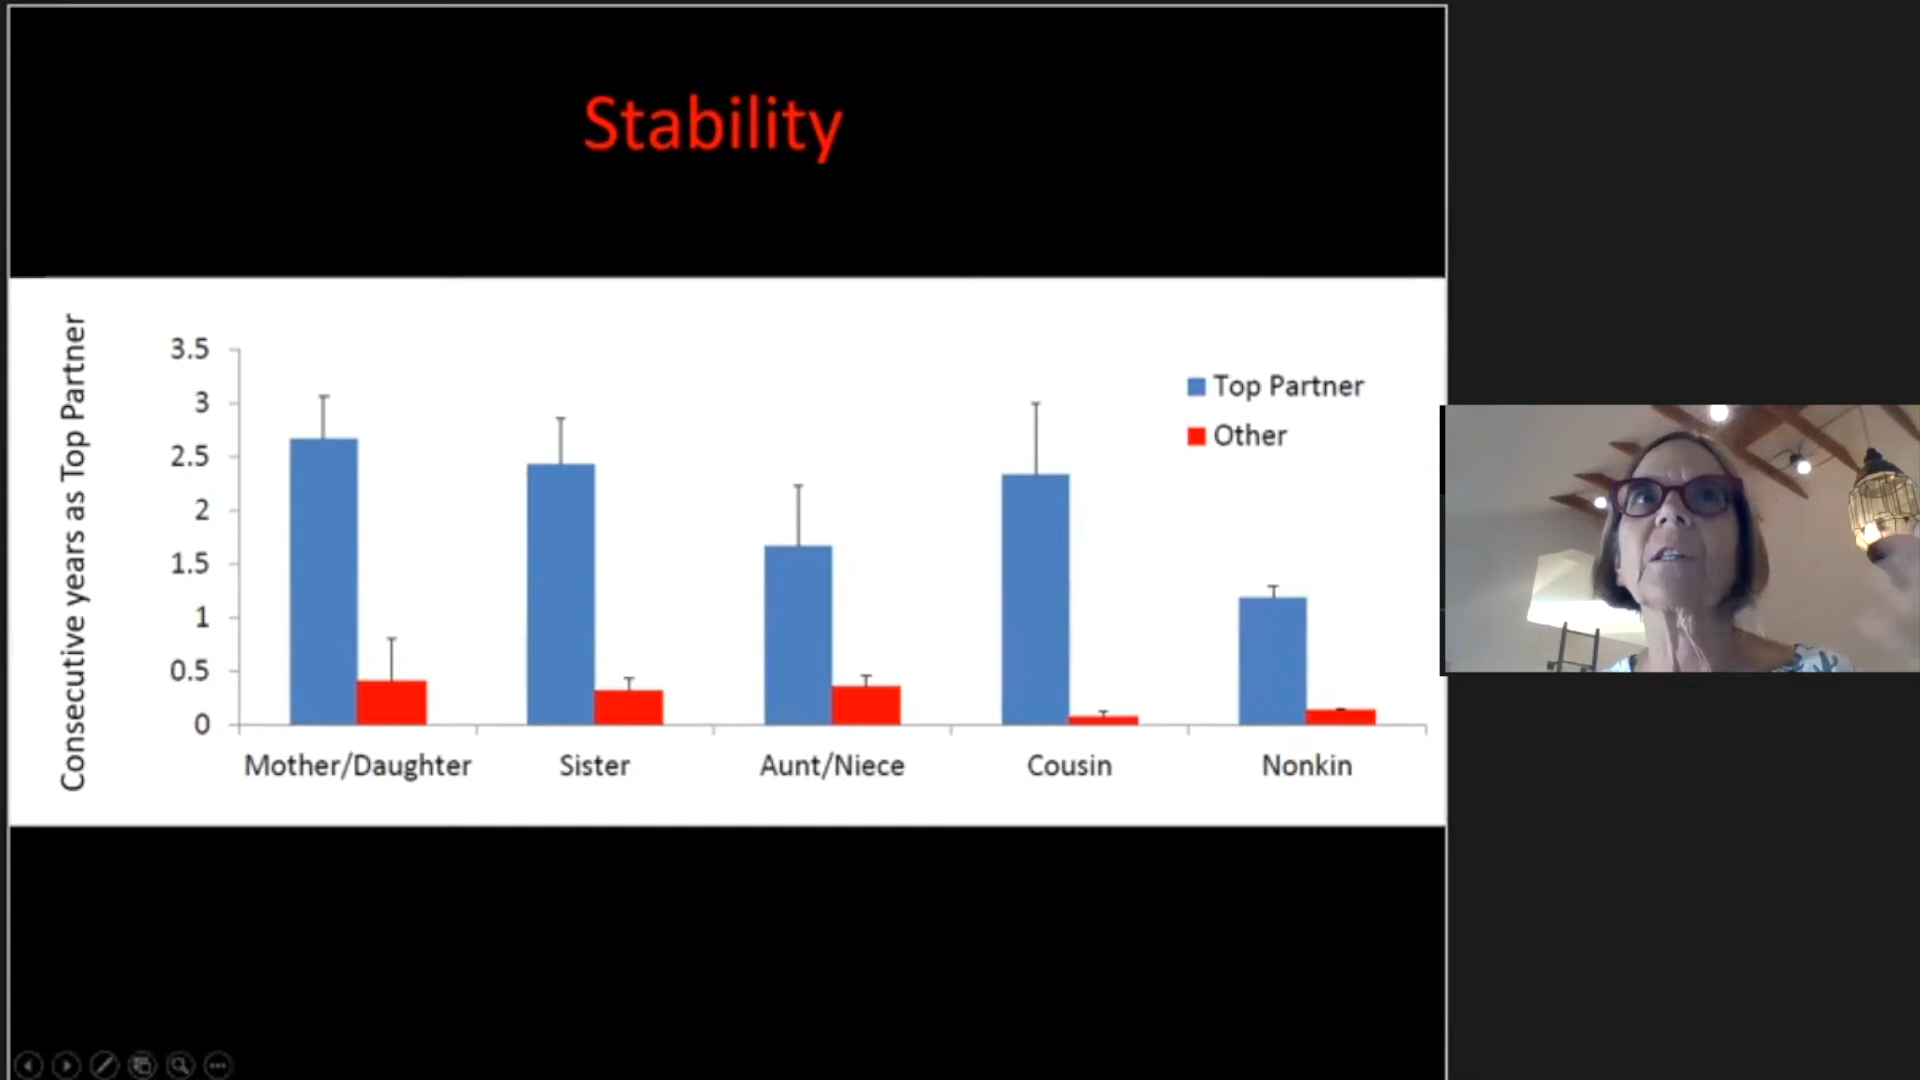 Stability
Consecutive years as Top Partner
3.5
3
2.5
2
1.5
1
0.5
0
Top Partner
Other
Mother/Daughter
Sister
Aunt/Niece
Cousin
Nonkin